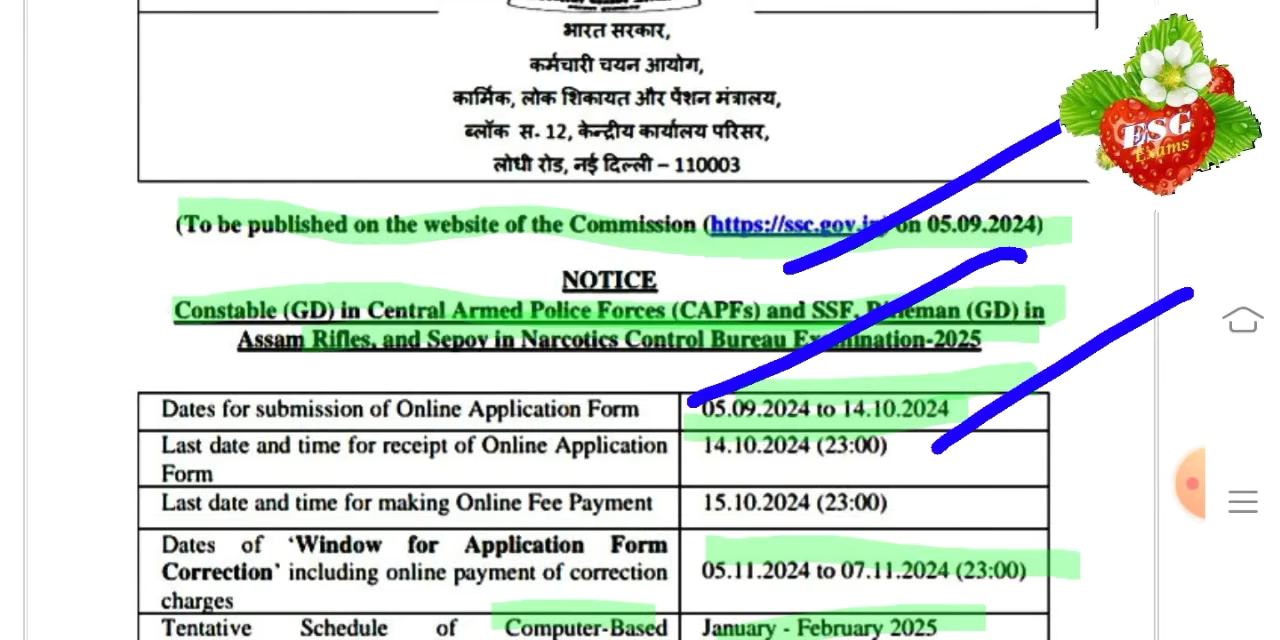 भारत सरकार,
कर्मचारी चयन आयोग,
कार्मिक, लोक शिकायत और पेंशन मंत्रालय,
ब्लॉक स. 12, केन्द्रीय कार्यालय परिसर,
लोधी रोड, नई दिल्ली – 110003
ESG
Exams
(To be published on the website of the Commission (https://ssc.gov.in) on 05.09.2024)
NOTICE
Constable (GD) in Central Armed Police Forces (CAPFs) and SSF, Rifleman (GD) in
Assam Rifles, and Sepoy in Narcotics Control Bureau Examination-2025
Dates for submission of Online Application Form 05.09.2024 to 14.10.2024
Last date and time for receipt of Online Application 14.10.2024 (23:00)
Form
Last date and time for making Online Fee Payment 15.10.2024 (23:00)
Dates of 'Window for Application Form
Correction' including online payment of correction 05.11.2024 to 07.11.2024 (23:00)
charges
Tentative Schedule of Computer-Based January - February 2025